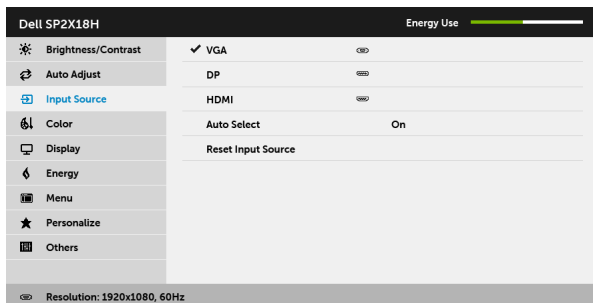 Dell SP2X18H Energy Use
Brightness/Contrast VGA
Auto Adjust DP
Input Source HDMI
Color Auto Select On
Display Reset Input Source
Energy
Menu
Personalize
Others
Resolution: 1920x1080, 60Hz